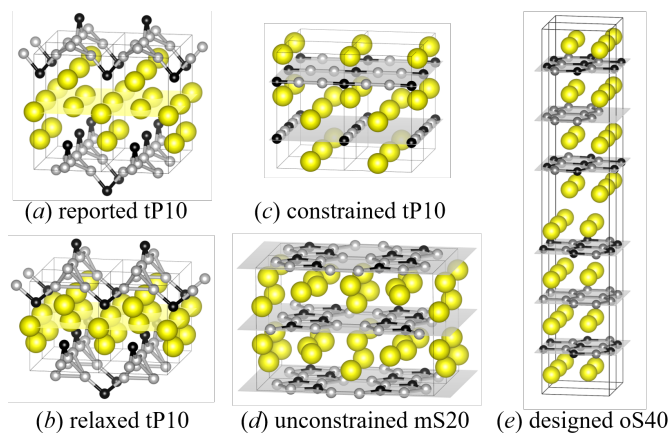 (a) reported tP10
(c) constrained tP10
(b) relaxed tP10
(d) unconstrained mS20
(e) designed oS40